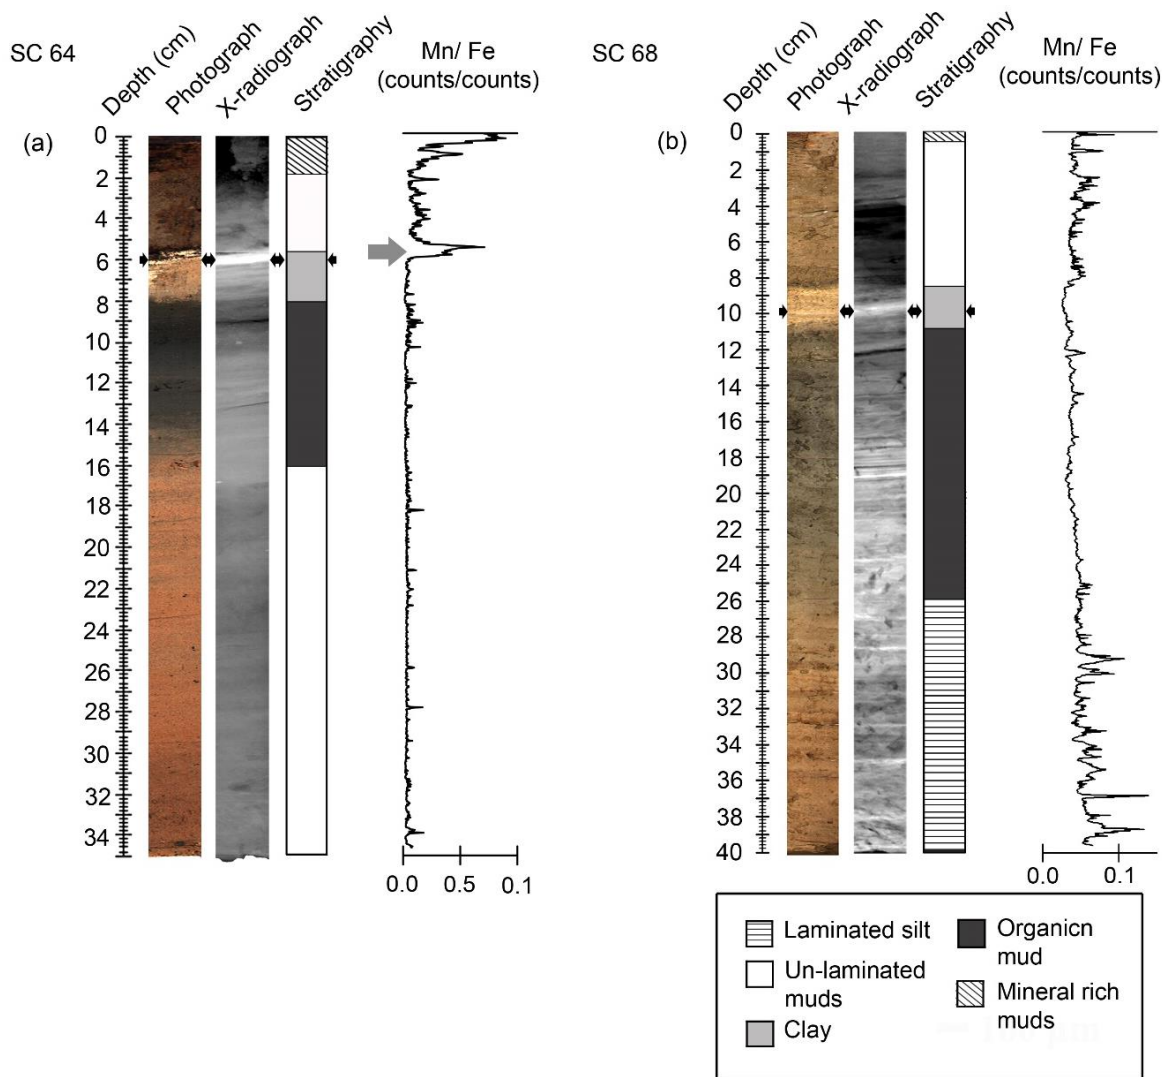 SC 64
Depth (cm)
Photograph
X-radiograph
Stratigraphy
Mn/ Fe
(counts/counts)
(a)
0
2
4
6
8
10
12
14
16
18
20
22
24
26
28
30
32
34
0.0 0.5 0.1
SC 68
Depth (cm)
Photograph
X-radiograph
Stratigraphy
Mn/ Fe
(counts/counts)
(b)
0
2
4
6
8
10
12
14
16
18
20
22
24
26
28
30
32
34
36
38
40
0.0 0.1
Laminated silt
Un-laminated
muds
Clay
Organicn
mud
Mineral rich
muds